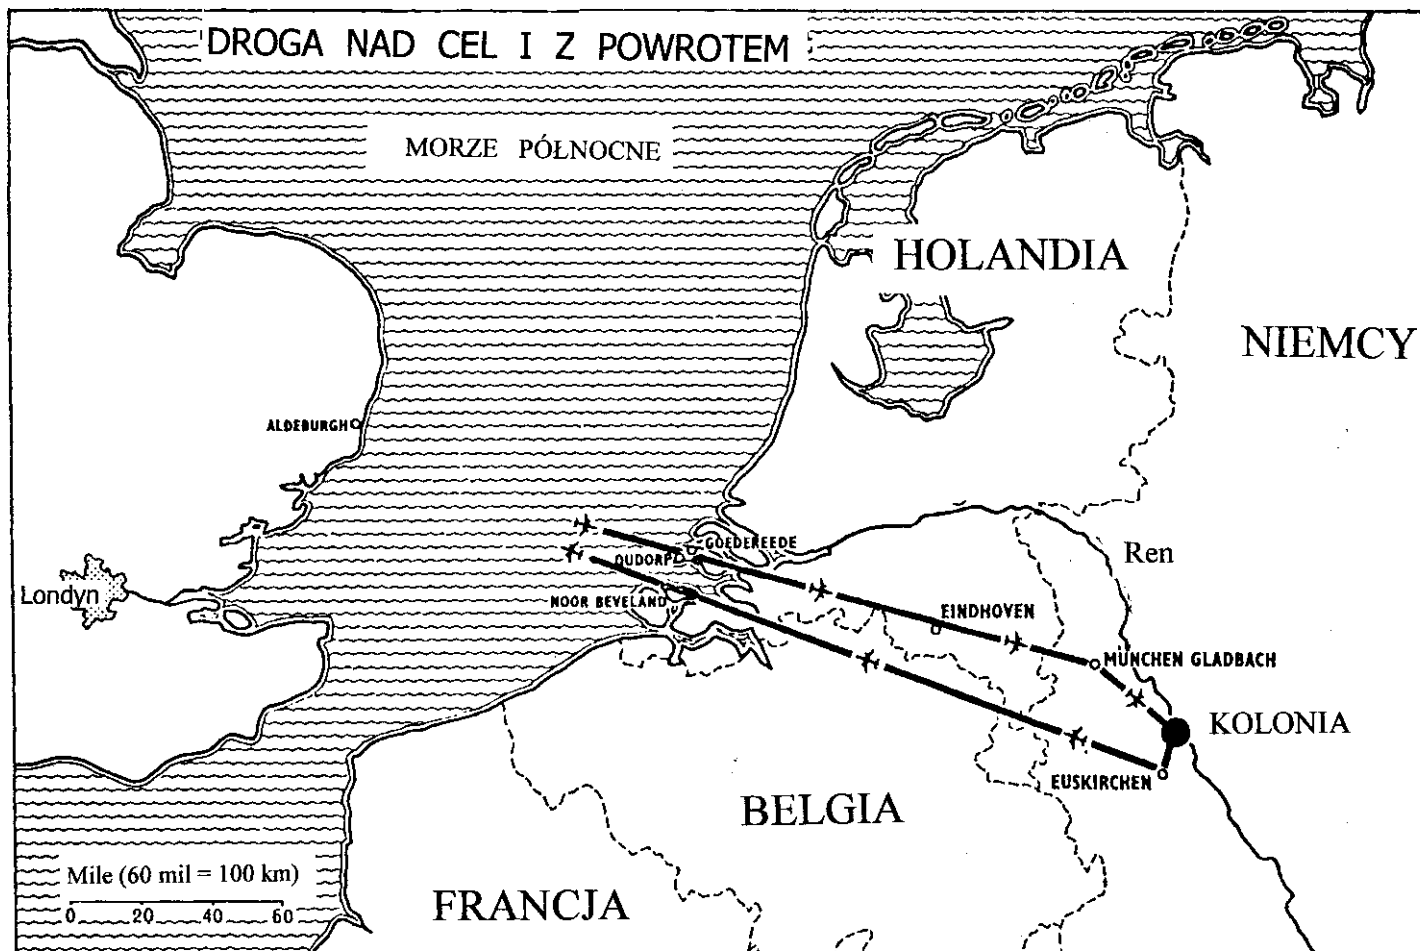 DROGA NAD CEL I Z POWROTEM
MORZE PÓŁNOCNE
HOLANDIA
NIEMCY
ALDEBURGH
GOEDEREEDE
OUDORP
Ren
Londyn
NOOR BEVELAND
EINDHOVEN
MÜNCHEN GLADBACH
KOLONIA
EUSKIRCHEN
BELGIA
Mile (60 mil = 100 km)
FRANCJA
0 20 40 60